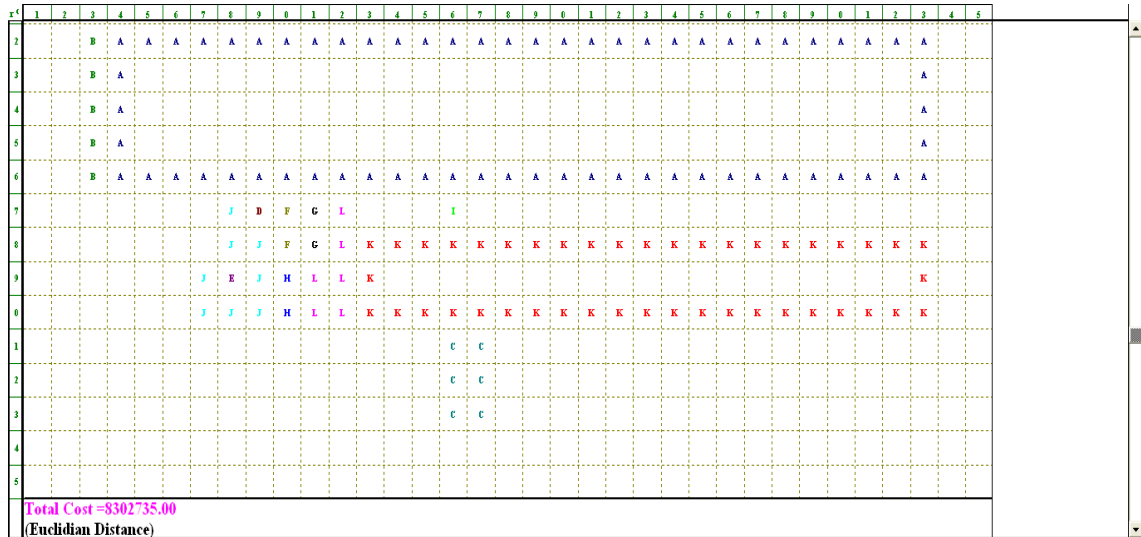 r c 1 2 3 4 5 6 7 8 9 0 1 2 3 4 5 6 7 8 9 0 1 2 3 4 5 6 7 8 9 0 1 2 3 4 5
2 B A A A A A A A A A A A A A A A A A A A A A A A A A A A A A A
3 B A A
4 B A A
5 B A A
6 B A A A A A A A A A A A A A A A A A A A A A A A A A A A A A A
7 J D F G L I
8 J J F G L K K K K K K K K K K K K K K K K K K K K K
9 J E J H L L K K
0 J J J H L L K K K K K K K K K K K K K K K K K K K K K
1 C C
2 C C
3 C C
4
5
Total Cost =8302735.00
(Euclidian Distance)